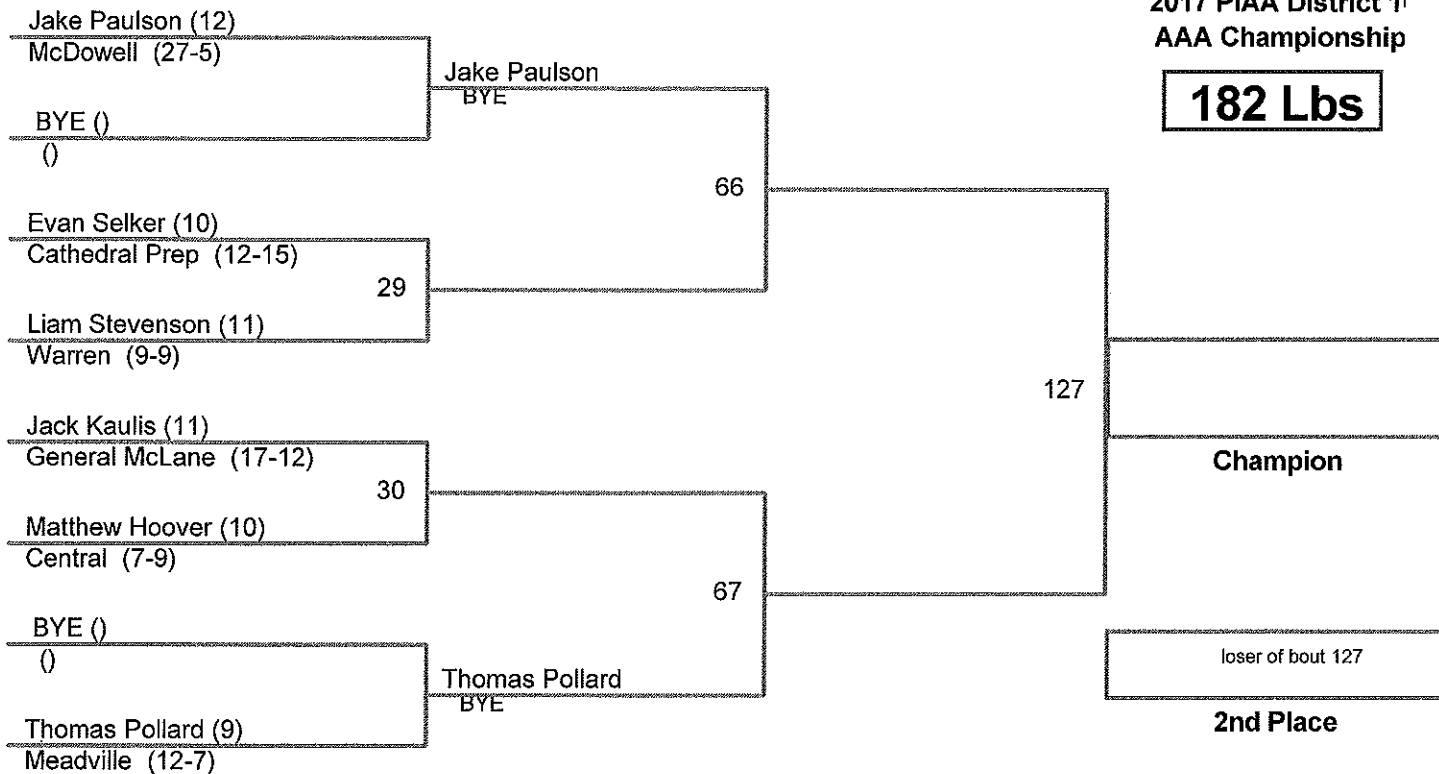 2017 PIAA District
AAA Championship
182 Lbs
Jake Paulson (12)
McDowell (27-5)
BYE ()
()
Jake Paulson
BYE
66
Evan Selker (10)
Cathedral Prep (12-15)
29
Liam Stevenson (11)
Warren (9-9)
127
Jack Kaulis (11)
General McLane (17-12)
30
Matthew Hoover (10)
Central (7-9)
67
BYE ()
()
Thomas Pollard
BYE
Thomas Pollard (9)
Meadville (12-7)
Champion
loser of bout 127
2nd Place